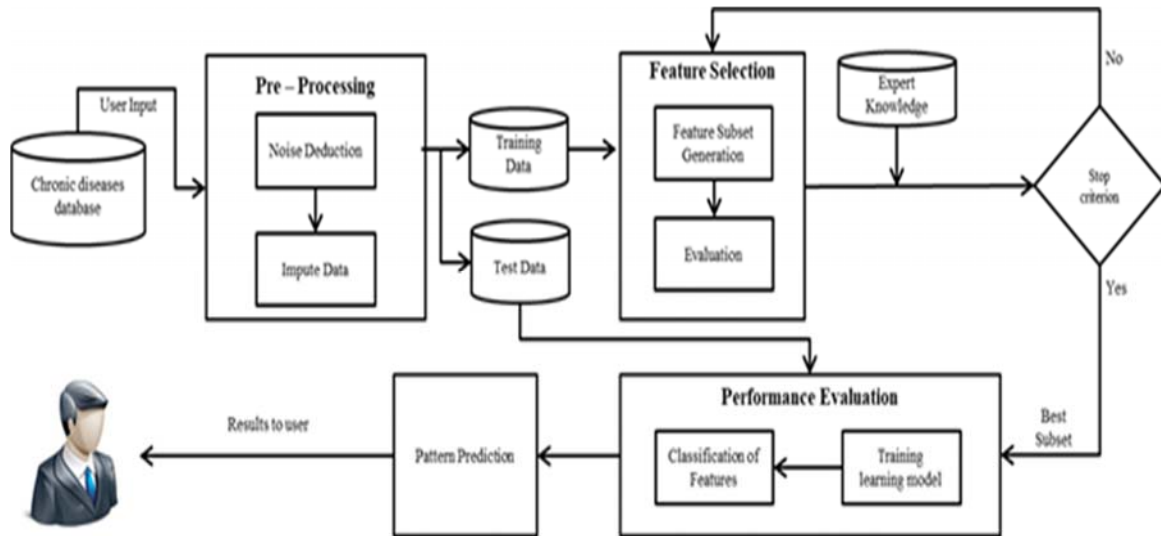 User Input
Chronic diseases
database
Pre – Processing
Noise Deduction
Impute Data
Training
Data
Test Data
Feature Selection
Feature Subset
Generation
Evaluation
Expert
Knowledge
No
Stop
criterion
Yes
Best
Subset
Performance Evaluation
Training
learning model
Classification of
Features
Pattern Prediction
Results to user